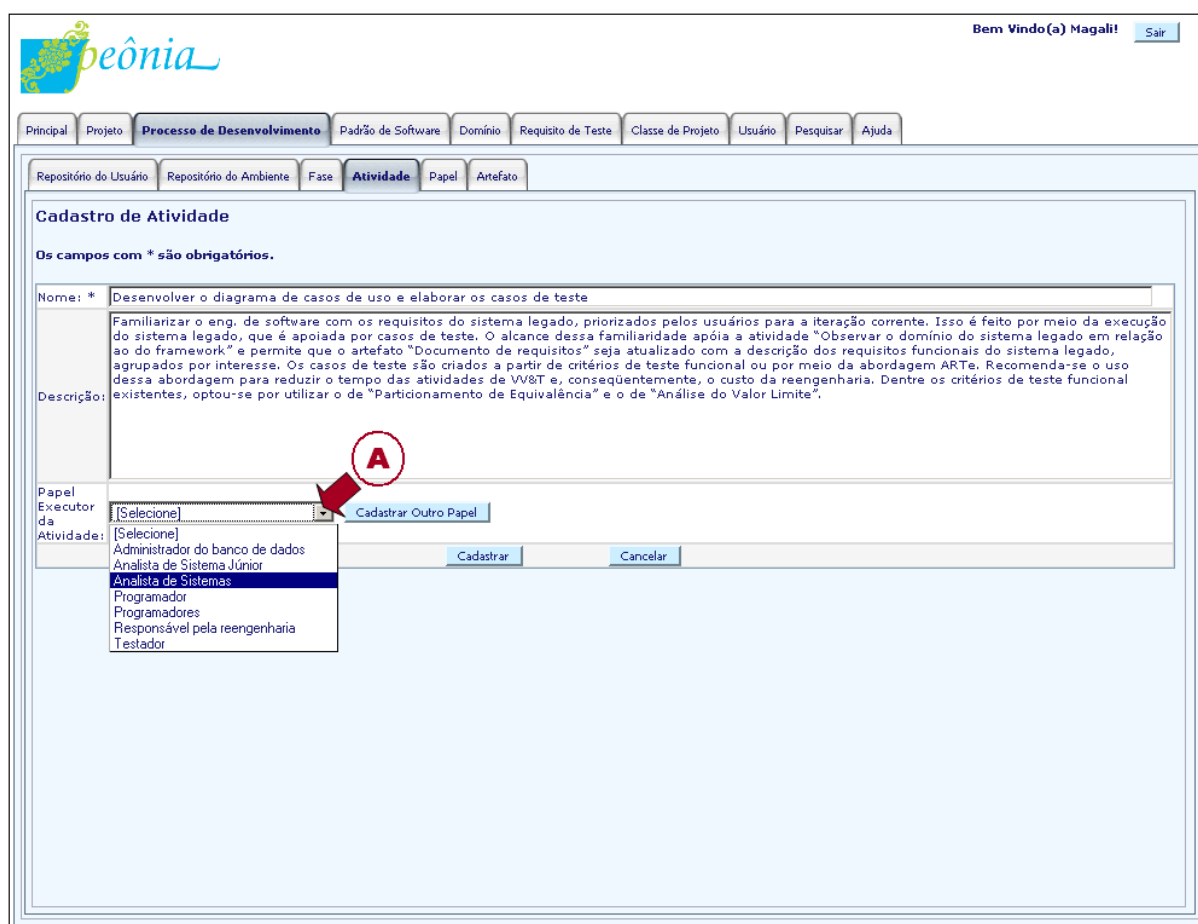 Bem Vindo(a) Magali! Sair
peônia
Principal Projeto Processo de Desenvolvimento Padrão de Software Domínio Requisito de Teste Classe de Projeto Usuário Pesquisar Ajuda
Repositório do Usuário Repositório do Ambiente Fase Atividade Papel Artefato
Cadastro de Atividade
Os campos com * são obrigatórios.
Nome: * Desenvolver o diagrama de casos de uso e elaborar os casos de teste
Descrição:
Familiarizar o eng. de software com os requisitos do sistema legado, priorizados pelos usuários para a iteração corrente. Isso é feito por meio da execução
do sistema legado, que é apoiada por casos de teste. O alcance dessa familiaridade apóia a atividade “Observar o domínio do sistema legado em relação
ao do framework” e permite que o artefato “Documento de requisitos” seja atualizado com a descrição dos requisitos funcionais do sistema legado,
agrupados por interesse. Os casos de teste são criados a partir de critérios de teste funcional ou por meio da abordagem ARTe. Recomenda-se o uso
dessa abordagem para reduzir o tempo das atividades de VV&T e, conseqüentemente, o custo da reengenharia. Dentre os critérios de teste funcional
existentes, optou-se por utilizar o de “Particionamento de Equivalência” e o de “Análise do Valor Limite”.
A
Papel
Executor
da
Atividade:
[Selecione] Cadastrar Outro Papel
[Selecione]
Administrador do banco de dados
Analista de Sistema Júnior
Analista de Sistemas
Programador
Programadores
Responsável pela reengenharia
Testador
Cadastrar Cancelar